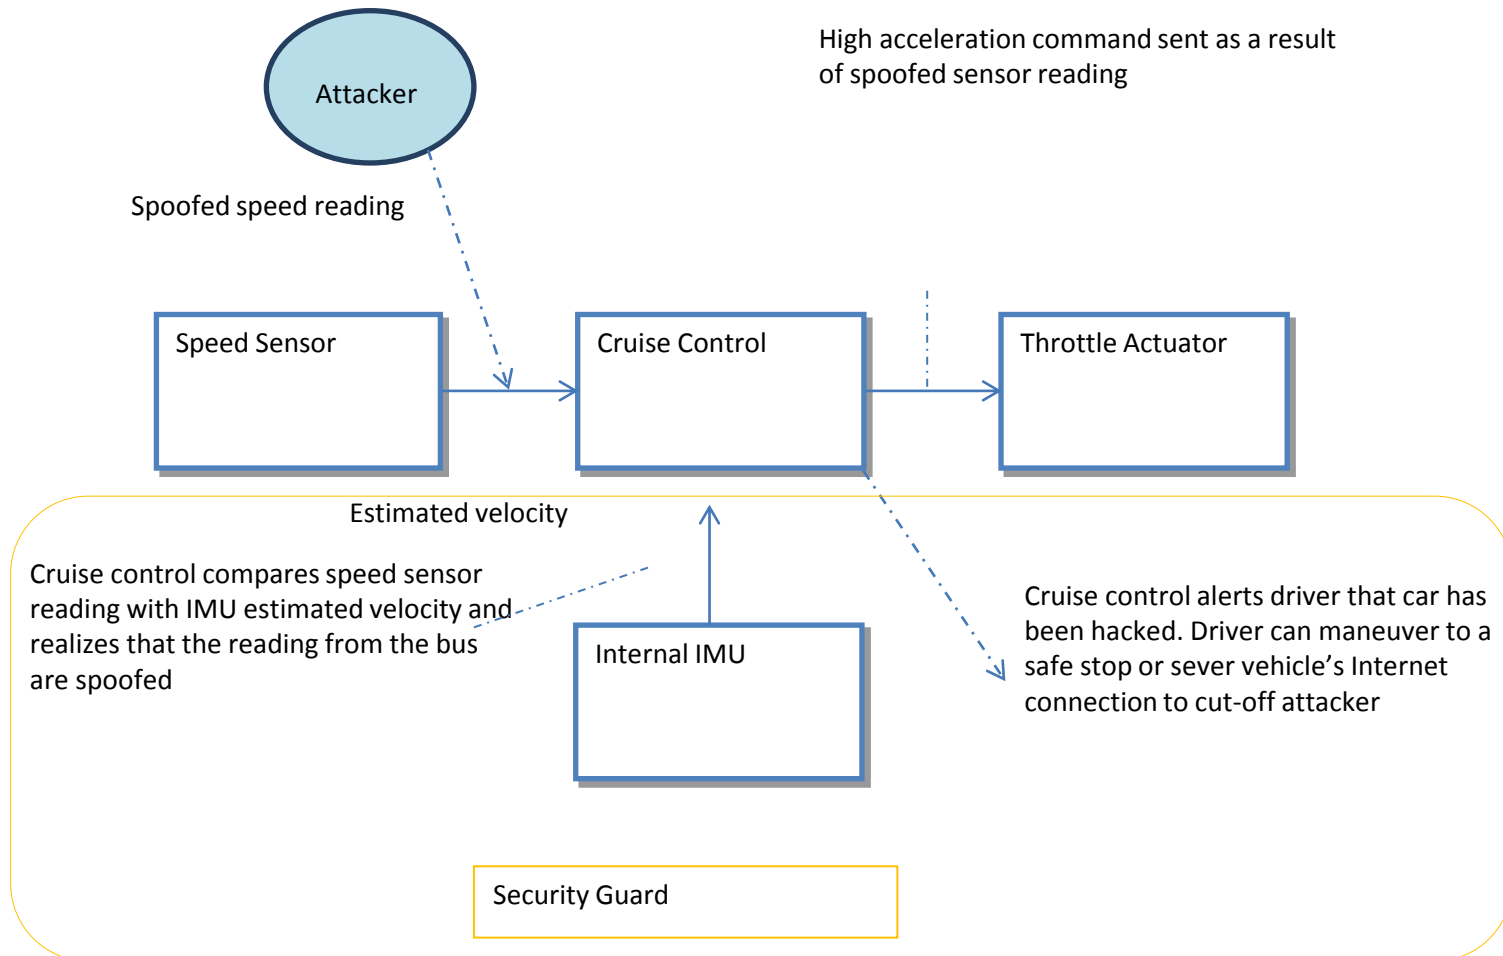 High acceleration command sent as a result
of spoofed sensor reading
Attacker
Spoofed speed reading
Speed Sensor
Cruise Control
Throttle Actuator
Estimated velocity
Cruise control compares speed sensor
reading with IMU estimated velocity and
realizes that the reading from the bus
are spoofed
Internal IMU
Cruise control alerts driver that car has
been hacked. Driver can maneuver to a
safe stop or sever vehicle’s Internet
connection to cut-off attacker
Security Guard